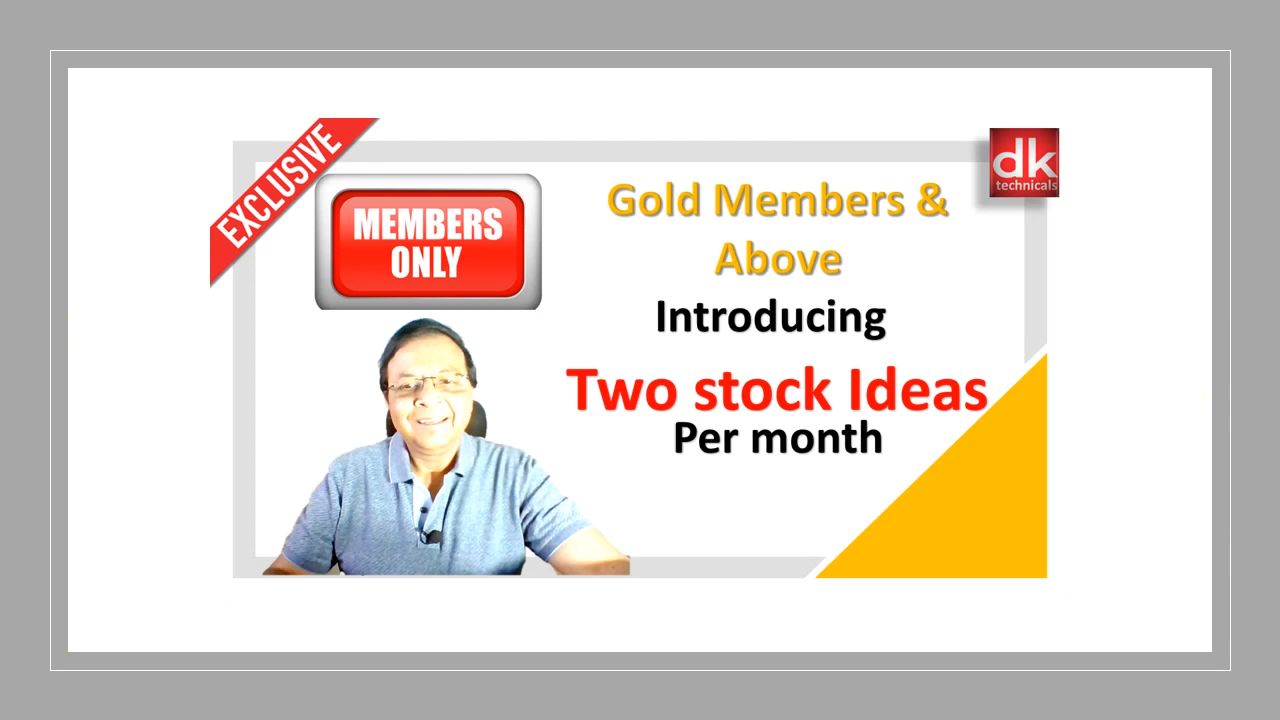 EXCLUSIVE
MEMBERS
ONLY
dk
technicals
Gold Members &
Above
Introducing
Two stock Ideas
Per month